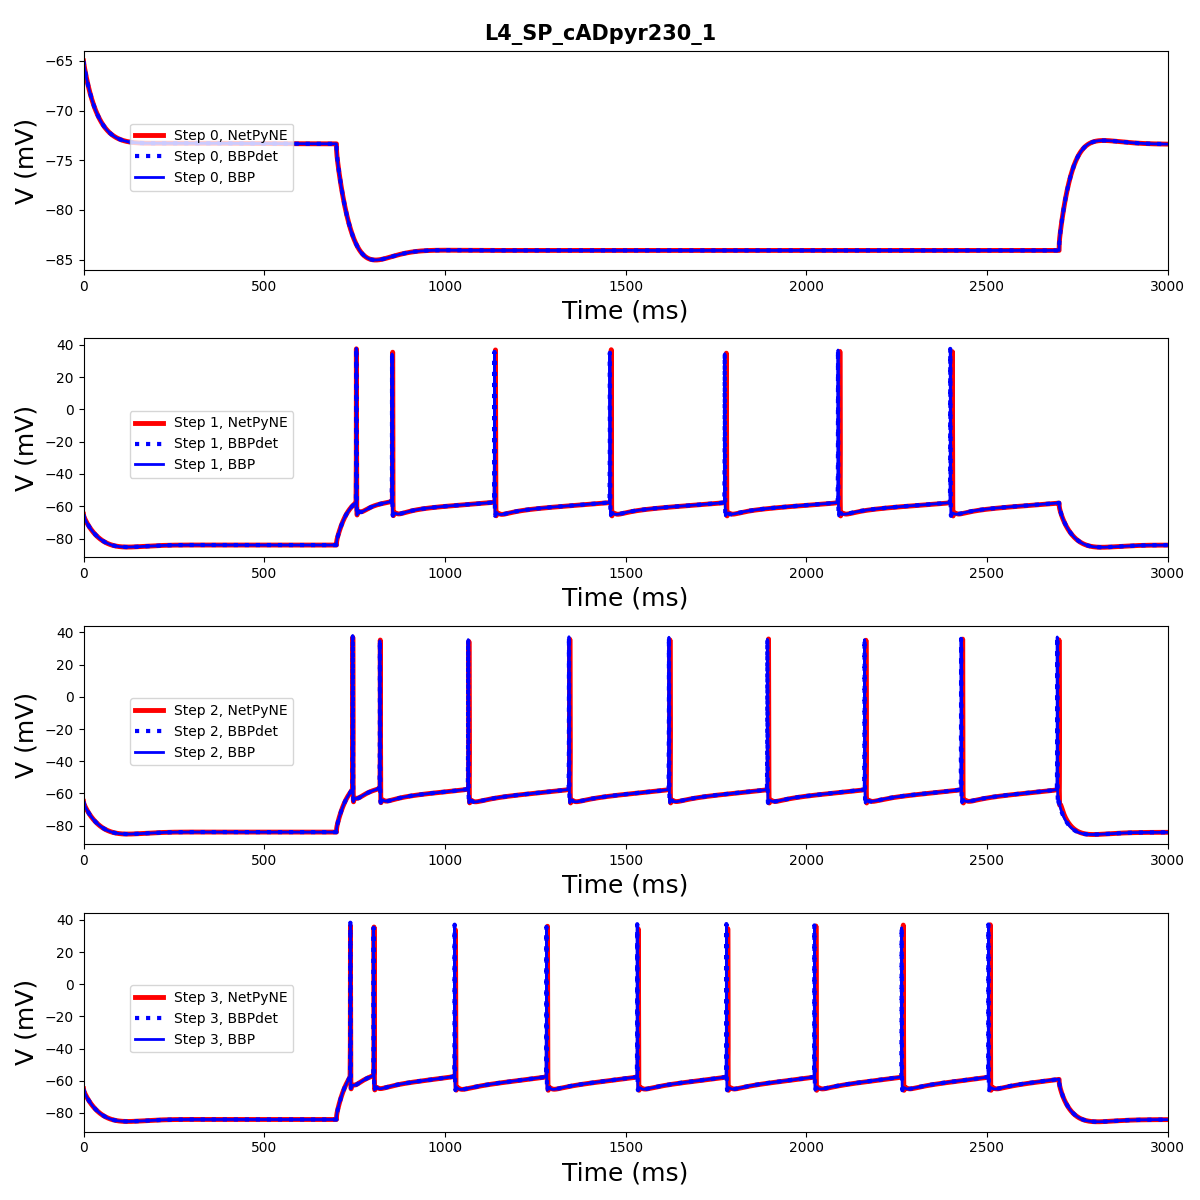 L4_SP_cADpyr230_1
−65
−70
−75
−80
−85
V (mV)
Step 0, NetPyNE
Step 0, BBPdet
Step 0, BBP
0 500 1000 1500 2000 2500 3000
Time (ms)
40
20
0
−20
−40
−60
−80
V (mV)
Step 1, NetPyNE
Step 1, BBPdet
Step 1, BBP
0 500 1000 1500 2000 2500 3000
Time (ms)
40
20
0
−20
−40
−60
−80
V (mV)
Step 2, NetPyNE
Step 2, BBPdet
Step 2, BBP
0 500 1000 1500 2000 2500 3000
Time (ms)
40
20
0
−20
−40
−60
−80
V (mV)
Step 3, NetPyNE
Step 3, BBPdet
Step 3, BBP
0 500 1000 1500 2000 2500 3000
Time (ms)